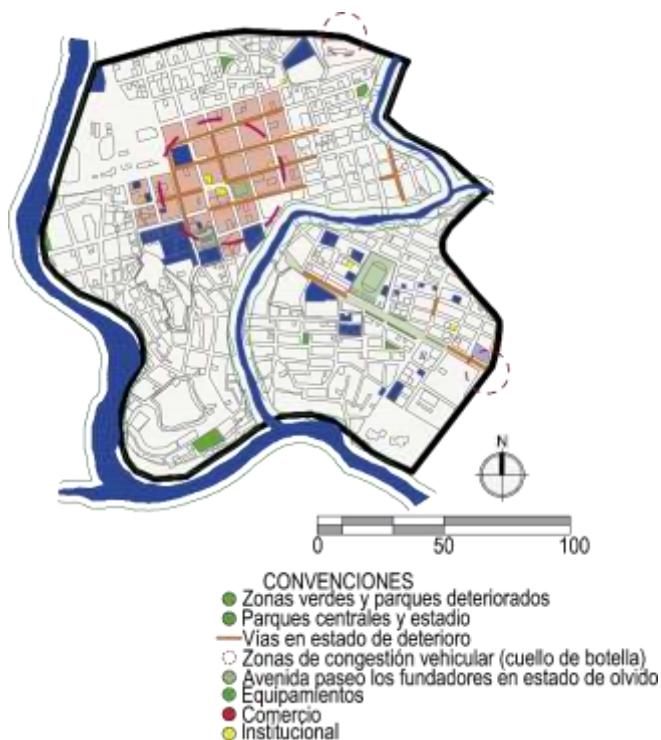 N
0 50 100
CONVENCIONES
Zonas verdes y parques deteriorados
Parques centrales y estadio
Vías en estado de deterioro
Zonas de congestión vehicular (cuello de botella)
Avenida paseo los fundadores en estado de olvido
Equipamientos
Comercio
Institucional